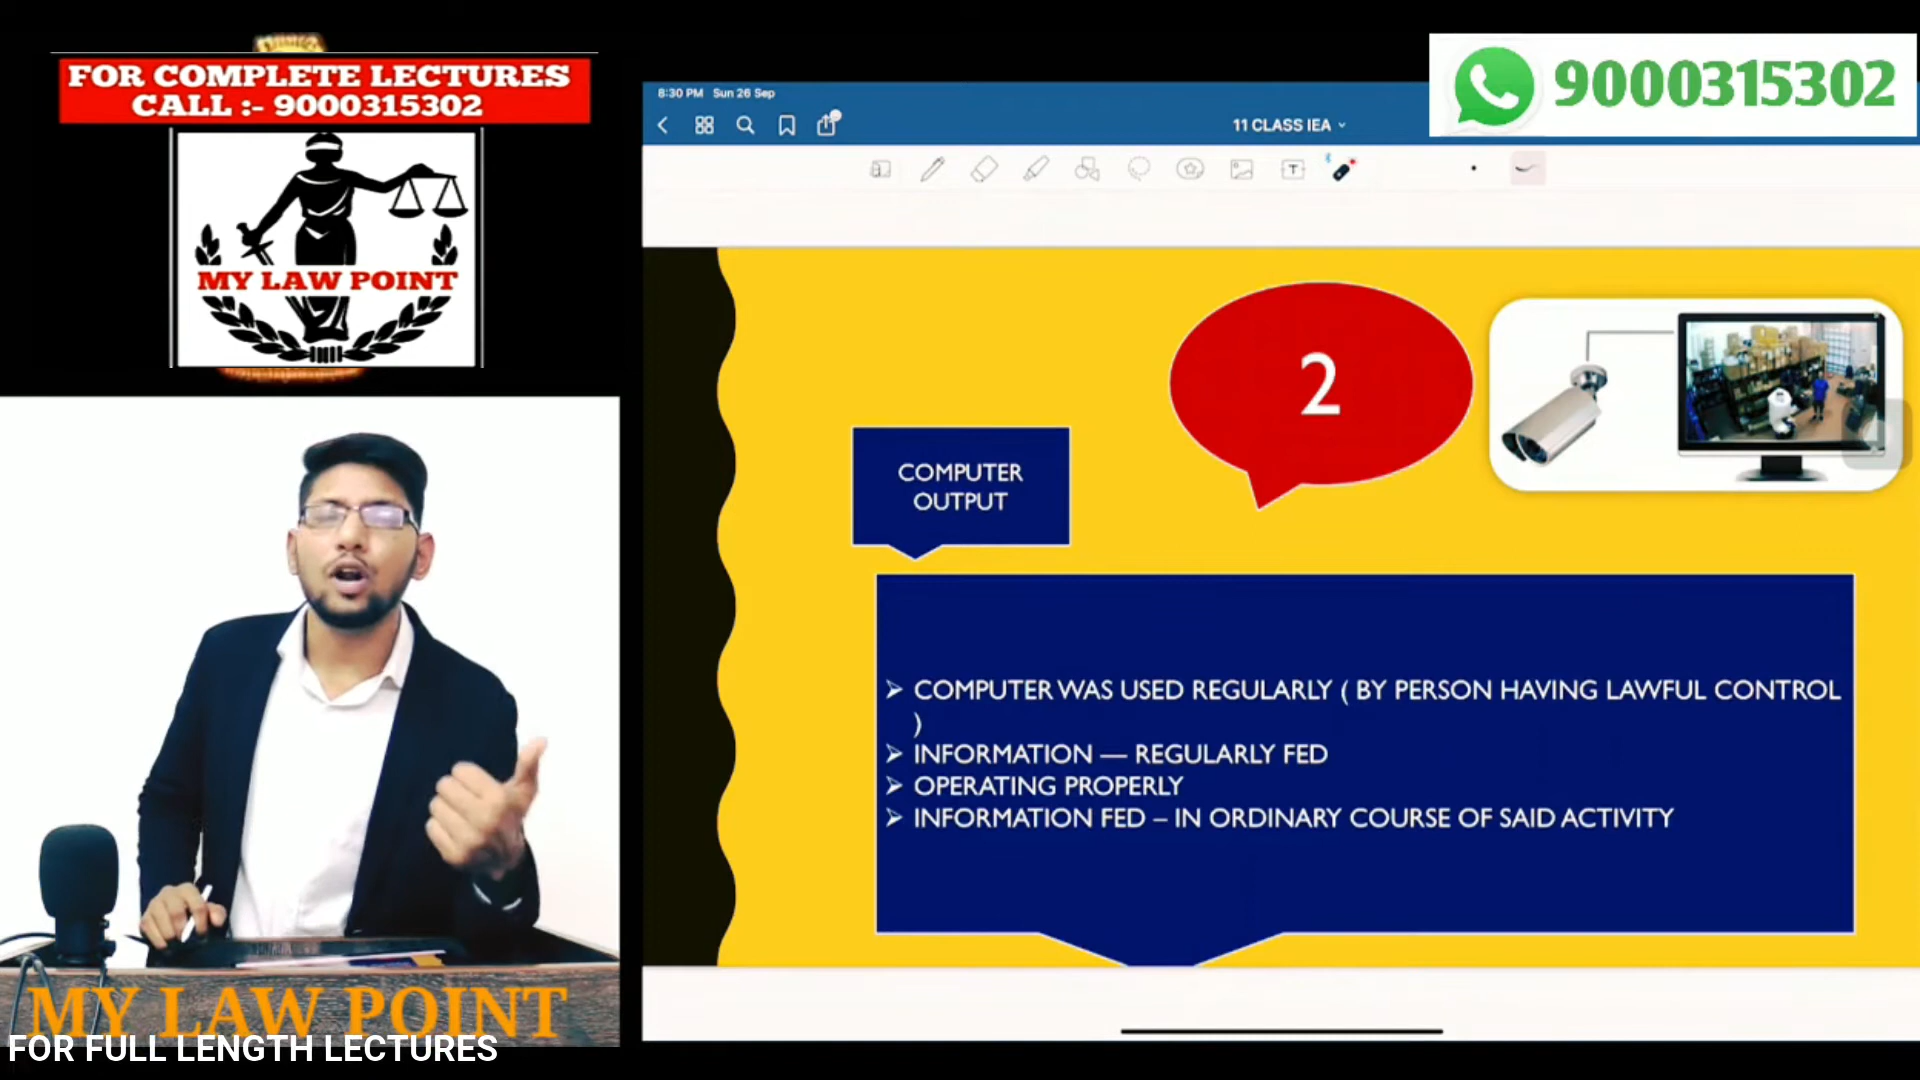 FOR COMPLETE LECTURES
CALL :- 9000315302
MY LAW POINT
MY LAW POINT
FOR FULL LENGTH LECTURES
9000315302
8:30 PM Sun 26 Sep
11 CLASS IEA
T
2
COMPUTER
OUTPUT
➢ COMPUTER WAS USED REGULARLY ( BY PERSON HAVING LAWFUL CONTROL
)
➢ INFORMATION — REGULARLY FED
➢ OPERATING PROPERLY
➢ INFORMATION FED – IN ORDINARY COURSE OF SAID ACTIVITY